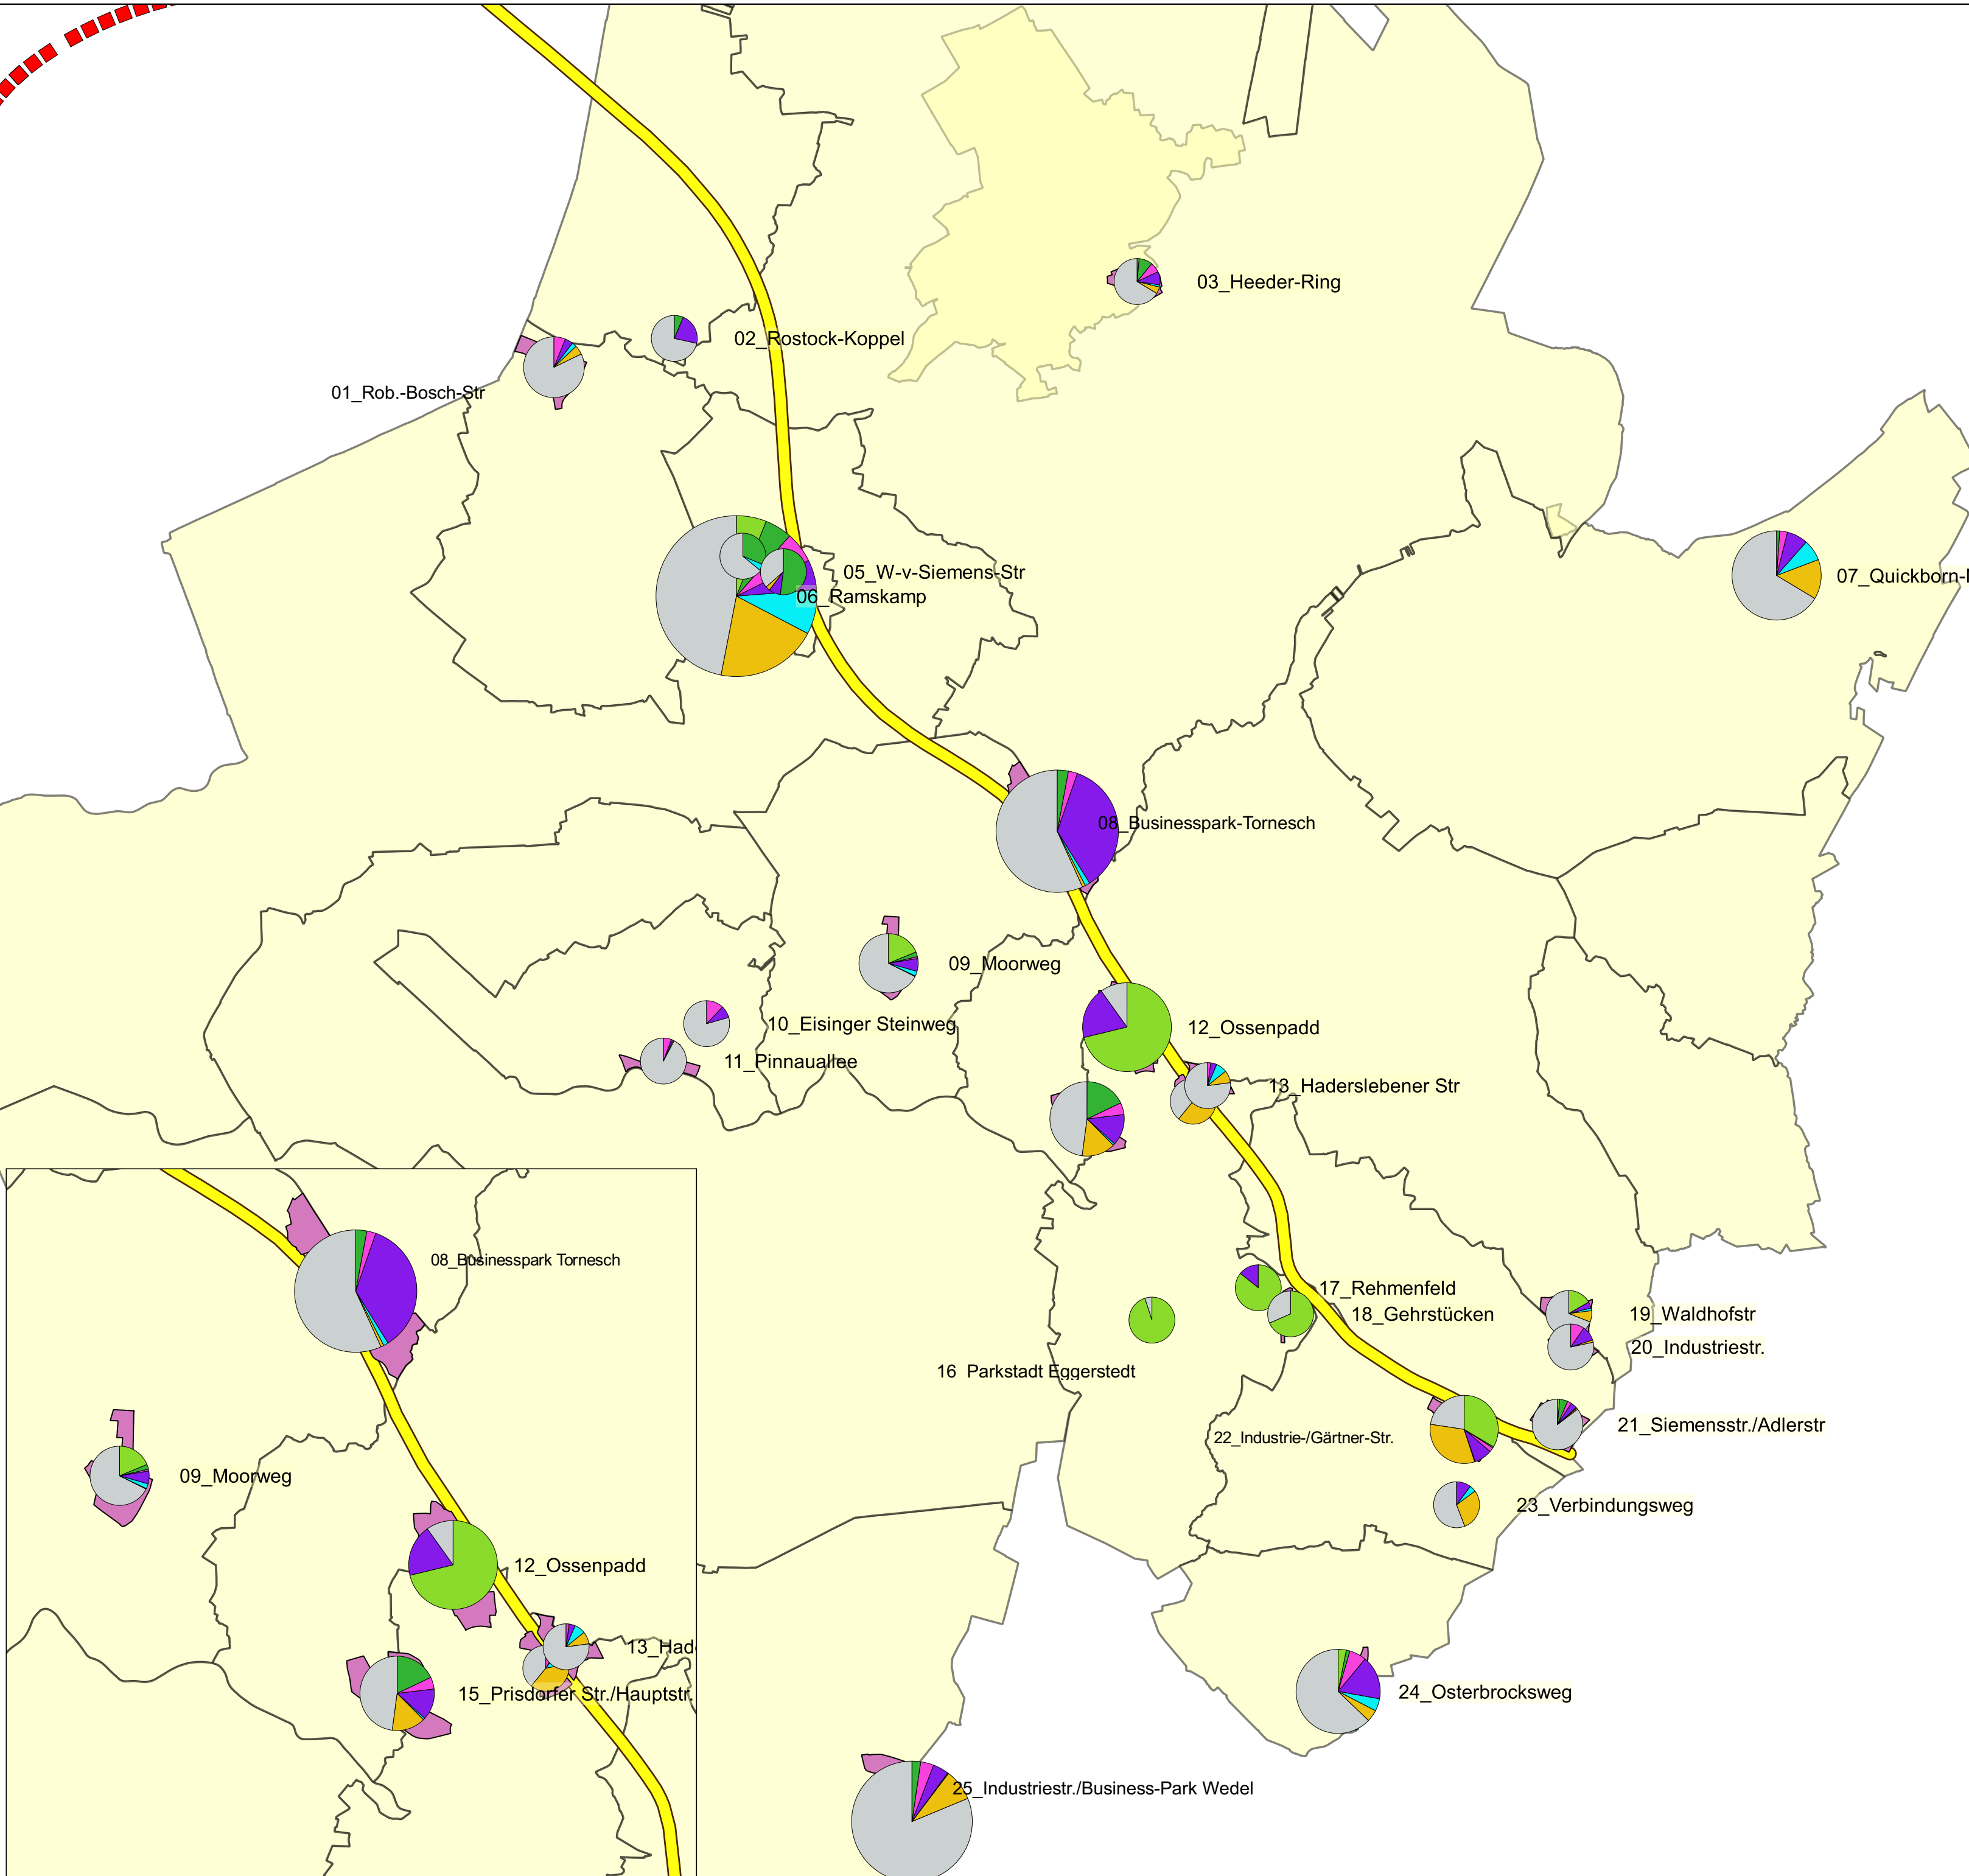 03_Heeder-Ring
02_Rostock-Koppel
01_Rob.-Bosch-Str
05_W-v-Siemens-Str
06_Ramskamp
07_Quickborn-
08_Businesspark-Tornesch
09_Moorweg
10_Eisinger Steinweg
11_Pinnauallee
12_Ossenpadd
13_Haderslebener Str
08_Businesspark Tornesch
09_Moorweg
12_Ossenpadd
13_Had
15_Prisdorfer Str./Hauptstr.
16 Parkstadt Eggerstedt
17_Rehmenfeld
18_Gehrstücken
19_Waldhofstr
20_Industriestr.
21_Siemensstr./Adlerstr
22_Industrie-/Gärtner-Str.
23_Verbindungsweg
24_Osterbrocksweg
25_Industriestr./Business-Park Wedel